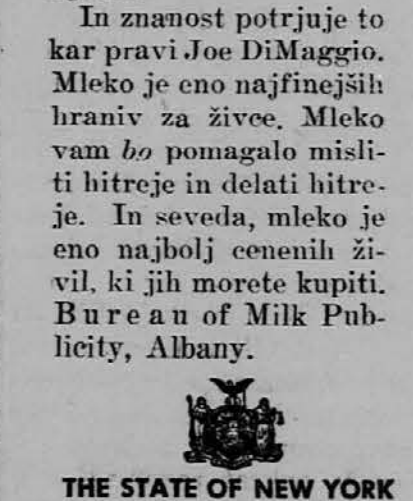 In znanost potrjuje to
kar pravi Joe DiMaggio.
Mleko je eno najfinejših
hraniv za živce. Mleko
vam bo pomagalo misli-
ti hitreje in delati hitre-
je. In seveda, mleko je
eno najbolj cenenih ži-
vil, ki jih morete kupiti.
Bureau of Milk Pub-
licity, Albany.
THE STATE OF NEW YORK